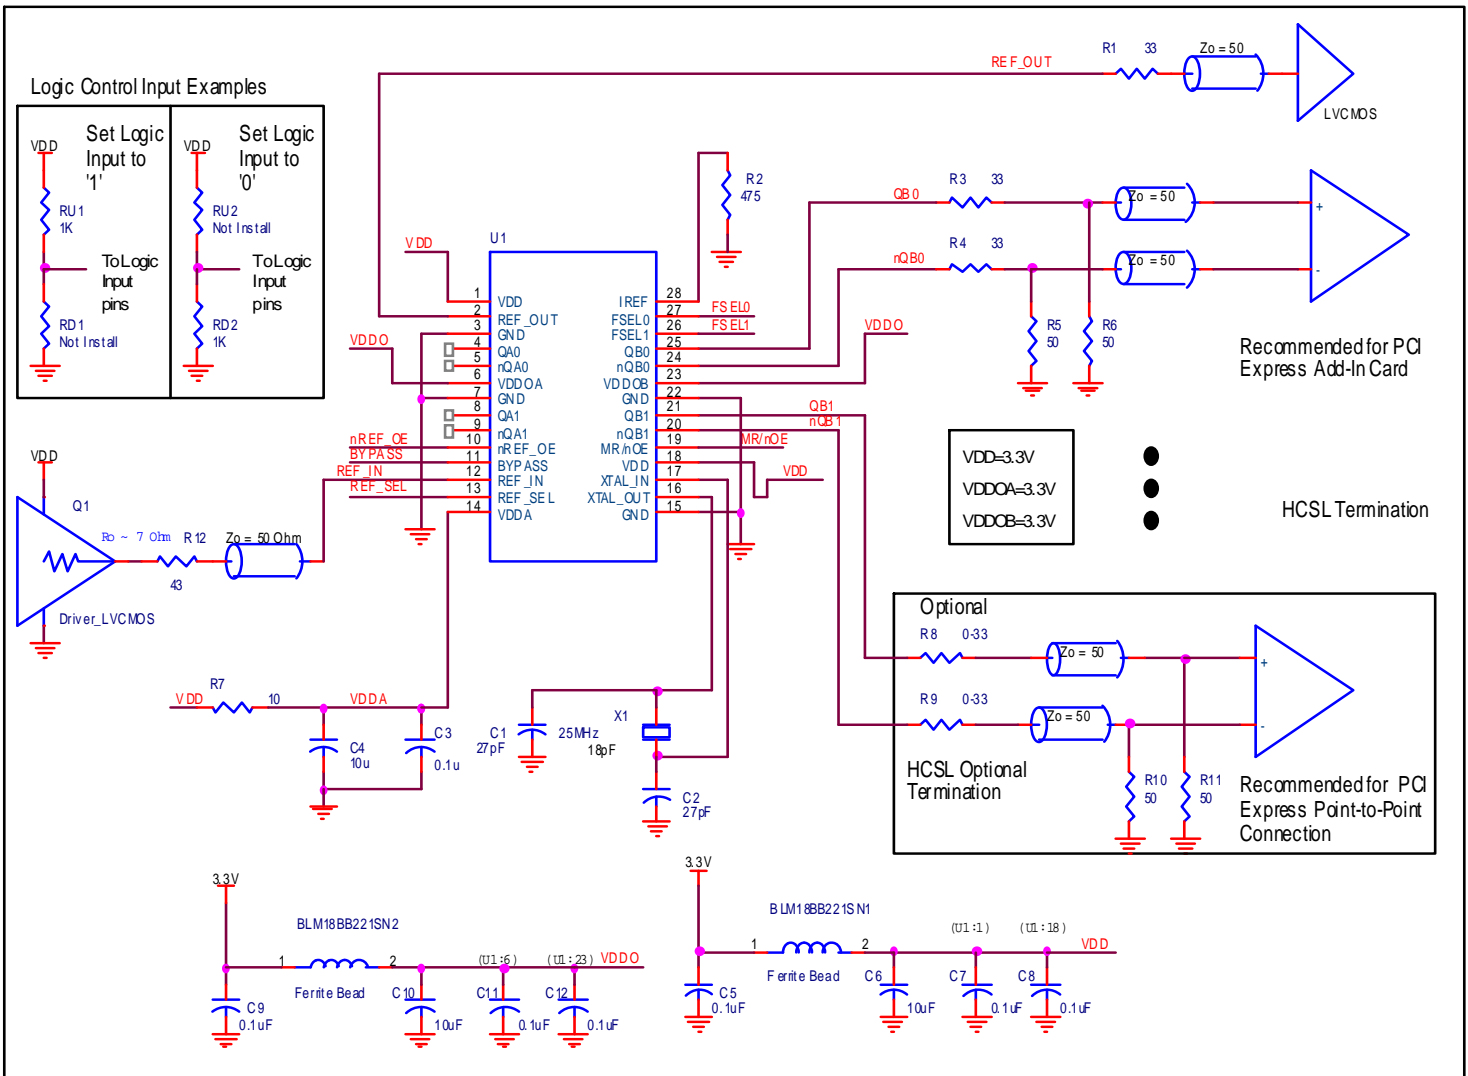 R1 33 Zo = 50
REF_OUT
LVCMOS
Logic Control Input Examples
VDD
Set Logic
Input to
'1'
RU1
1K
To Logic
Input
pins
RD1
Not Install
VDD
Set Logic
Input to
'0'
RU2
Not Install
To Logic
Input
pins
RD2
1K
R2
475
R3 33
QB0
Zo = 50
+
R4 33
nQB0
Zo = 50
-
R5
50
R6
50
Recommended for PCI
Express Add-In Card
VDD
U1
VDDO
VDDO
1 VDD
2 REF_OUT
3 GND
4 QA0
5 nQA0
6 VDDOA
7 GND
8 QA1
9 nQA1
10 nREF_OE
11 BYPASS
12 REF_IN
13 REF_SEL
14 VDDA
IREF 28
FSEL0 27
FSEL1 26
QB0 25
nQB0 24
VDDOB 23
GND 22
QB1 21
nQB1 20
MR/nOE 19
VDD 18
XTAL_IN 17
XTAL_OUT 16
GND 15
FSEL0
FSEL1
QB1
nQB1
MR/nOE
VDD
nREF_OE
BYPASS
REF_IN
REF_SEL
VDD=3.3V
VDDOA=3.3V
VDDOB=3.3V
HCSL Termination
VDD
Q1
Ro ~ 7 Ohm
R12
43
Zo = 50 Ohm
Driver_LVCMOS
Optional
R8 0-33
Zo = 50
+
R9 0-33
Zo = 50
-
HCSL Optional
Termination
R10
50
R11
50
Recommended for PCI
Express Point-to-Point
Connection
R7
VDD
10
VDDA
C4
10u
C3
0.1u
C1
27pF
25MHz
X1
18pF
C2
27pF
3.3V
BLM18BB221SN2
1 2
Ferrite Bead
(U1:6)
(U1:23)
VDDO
C9
0.1uF
C10
10uF
C11
0.1uF
C12
0.1uF
3.3V
BLM18BB221SN1
1 2
Ferrite Bead
(U1:1)
(U1:18)
VDD
C5
0.1uF
C6
10uF
C7
0.1uF
C8
0.1uF